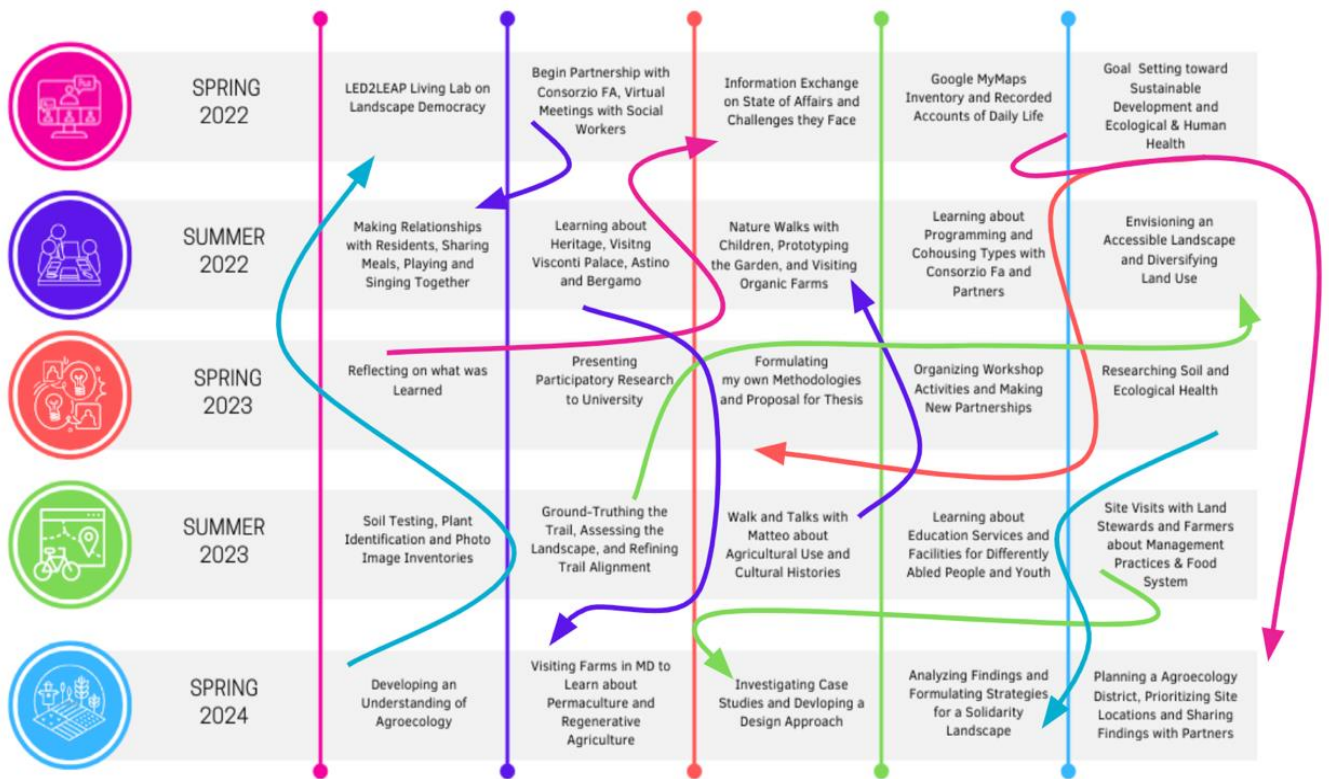 SPRING
2022
LED2LEAP Living Lab on
Landscape Democracy
Begin Partnership with
Consorzio FA, Virtual
Meetings with Social
Workers
Information Exchange
on State of Affairs and
Challenges they Face
Google MyMaps
Inventory and Recorded
Accounts of Daily Life
Goal Setting toward
Sustainable
Development and
Ecological & Human
Health
SUMMER
2022
Making Relationships
with Residents, Sharing
Meals, Playing and
Singing Together
Learning about
Heritage, Visitng
Visconti Palace, Astino
and Bergamo
Nature Walks with
Children, Prototyping
the Garden, and Visiting
Organic Farms
Learning about
Programming and
Cohousing Types with
Consorzio Fa and
Partners
Envisioning an
Accessible Landscape
and Diversifying
Land Use
SPRING
2023
Reflecting on what was
Learned
Presenting
Participatory Research
to University
Formulating
my own Methodologies
and Proposal for Thesis
Organizing Workshop
Activities and Making
New Partnerships
Researching Soil and
Ecological Health
SUMMER
2023
Soil Testing, Plant
Identification and Photo
Image Inventories
Ground-Truthing the
Trail, Assessing the
Landscape, and Refining
Trail Alignment
Walk and Talks with
Matteo about
Agricultural Use and
Cultural Histories
Learning about
Education Services and
Facilities for Differently
Abled People and Youth
Site Visits with Land
Stewards and Farmers
about Management
Practices & Food
System
SPRING
2024
Developing an
Understanding of
Agroecology
Visiting Farms in MD to
Learn about
Permaculture and
Regenerative
Agriculture
Investigating Case
Studies and Devloping a
Design Approach
Analyzing Findings and
Formulating Strategies
for a Solidarity
Landscape
Planning a Agroecology
District, Prioritizing Site
Locations and Sharing
Findings with Partners